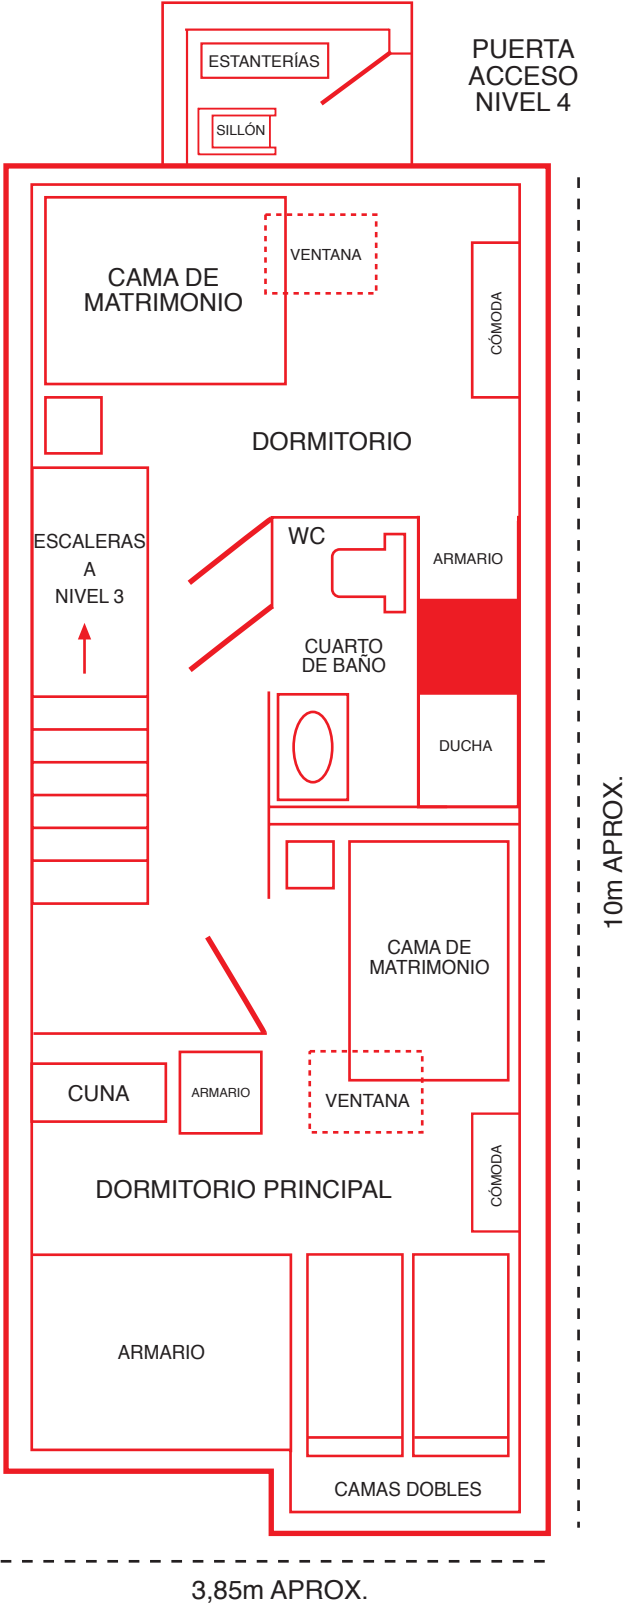 PUERTA
ACCESO
NIVEL 4
ESTANTERÍAS
SILLÓN
VENTANA
CAMA DE
MATRIMONIO
CÓMODA
DORMITORIO
ESCALERAS
A
NIVEL 3
WC
ARMARIO
CUARTO
DE BAÑO
DUCHA
10m APROX.
CAMA DE
MATRIMONIO
CUNA
ARMARIO
VENTANA
CÓMODA
DORMITORIO PRINCIPAL
ARMARIO
CAMAS DOBLES
3,85m APROX.